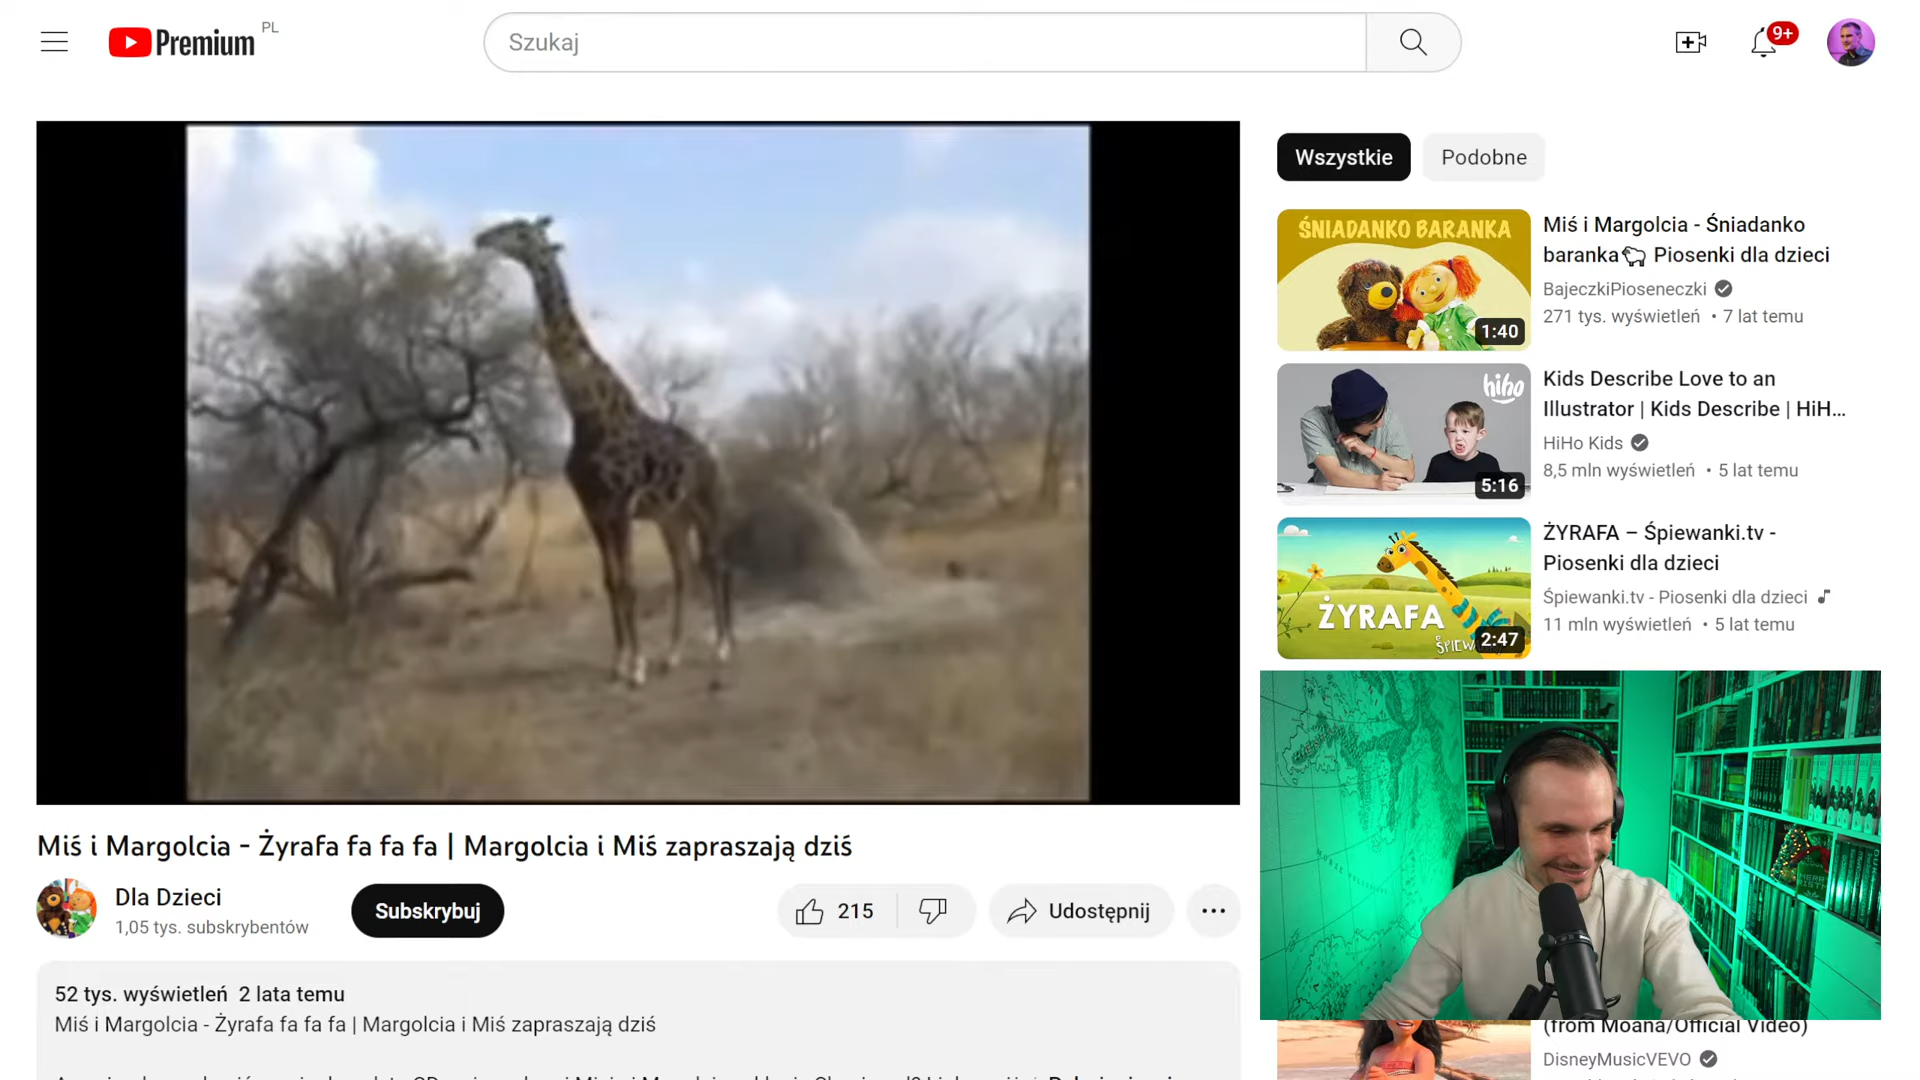 Premium PL
Szukaj
9+
Wszystkie
Podobne
ŚNIADANKO BARANKA
1:40
Miś i Margolcia - Śniadanko
baranka🐑 Piosenki dla dzieci
BajeczkiPioseneczki
271 tys. wyświetleń • 7 lat temu
hiho
5:16
Kids Describe Love to an
Illustrator | Kids Describe | HiH...
HiHo Kids
8,5 mln wyświetleń • 5 lat temu
ŻYRAFA
2:47
ŻYRAFA – Śpiewanki.tv -
Piosenki dla dzieci
Śpiewanki.tv - Piosenki dla dzieci
11 mln wyświetleń • 5 lat temu
Miś i Margolcia - Żyrafa fa fa fa | Margolcia i Miś zapraszają dziś
Dla Dzieci
1,05 tys. subskrybentów
Subskrybuj
215
Udostępnij
52 tys. wyświetleń 2 lata temu
Miś i Margolcia - Żyrafa fa fa fa | Margolcia i Miś zapraszają dziś
(from Moana/Official Video)
DisneyMusicVEVO